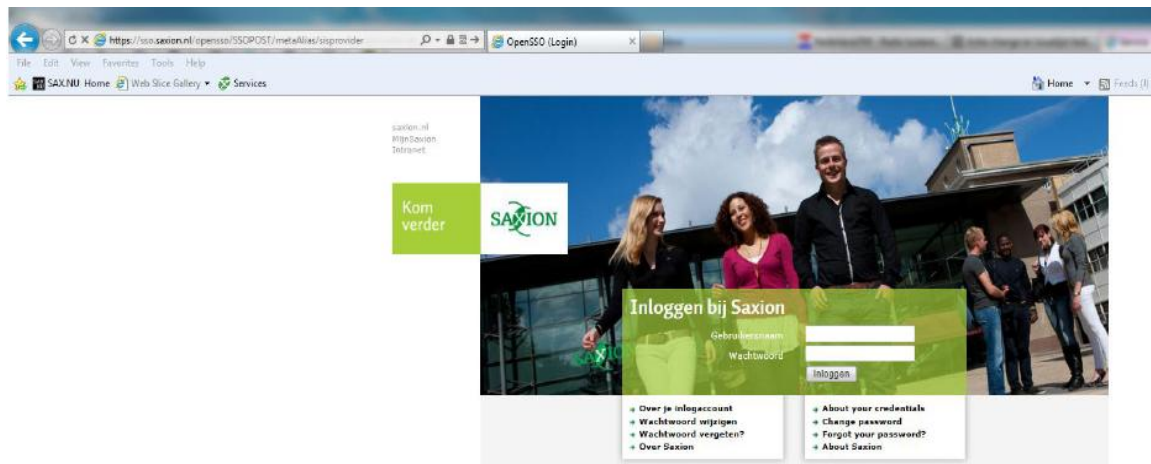 https://sso.saxion.nl/opensso/SSOPOST/metaAlias/sisprovider
OpenSSO (Login)
File Edit View Favorites Tools Help
SAX.NU: Home Web Slice Gallery Services
Home Feeds
saxion.nl
MijnSaxion
Intranet
Kom
verder
SAXION
Inloggen bij Saxion
Gebruikersnaam
Wachtwoord
Inloggen
Over je inlogaccount
Wachtwoord wijzigen
Wachtwoord vergeten?
Over Saxion
About your credentials
Change password
Forgot your password?
About Saxion